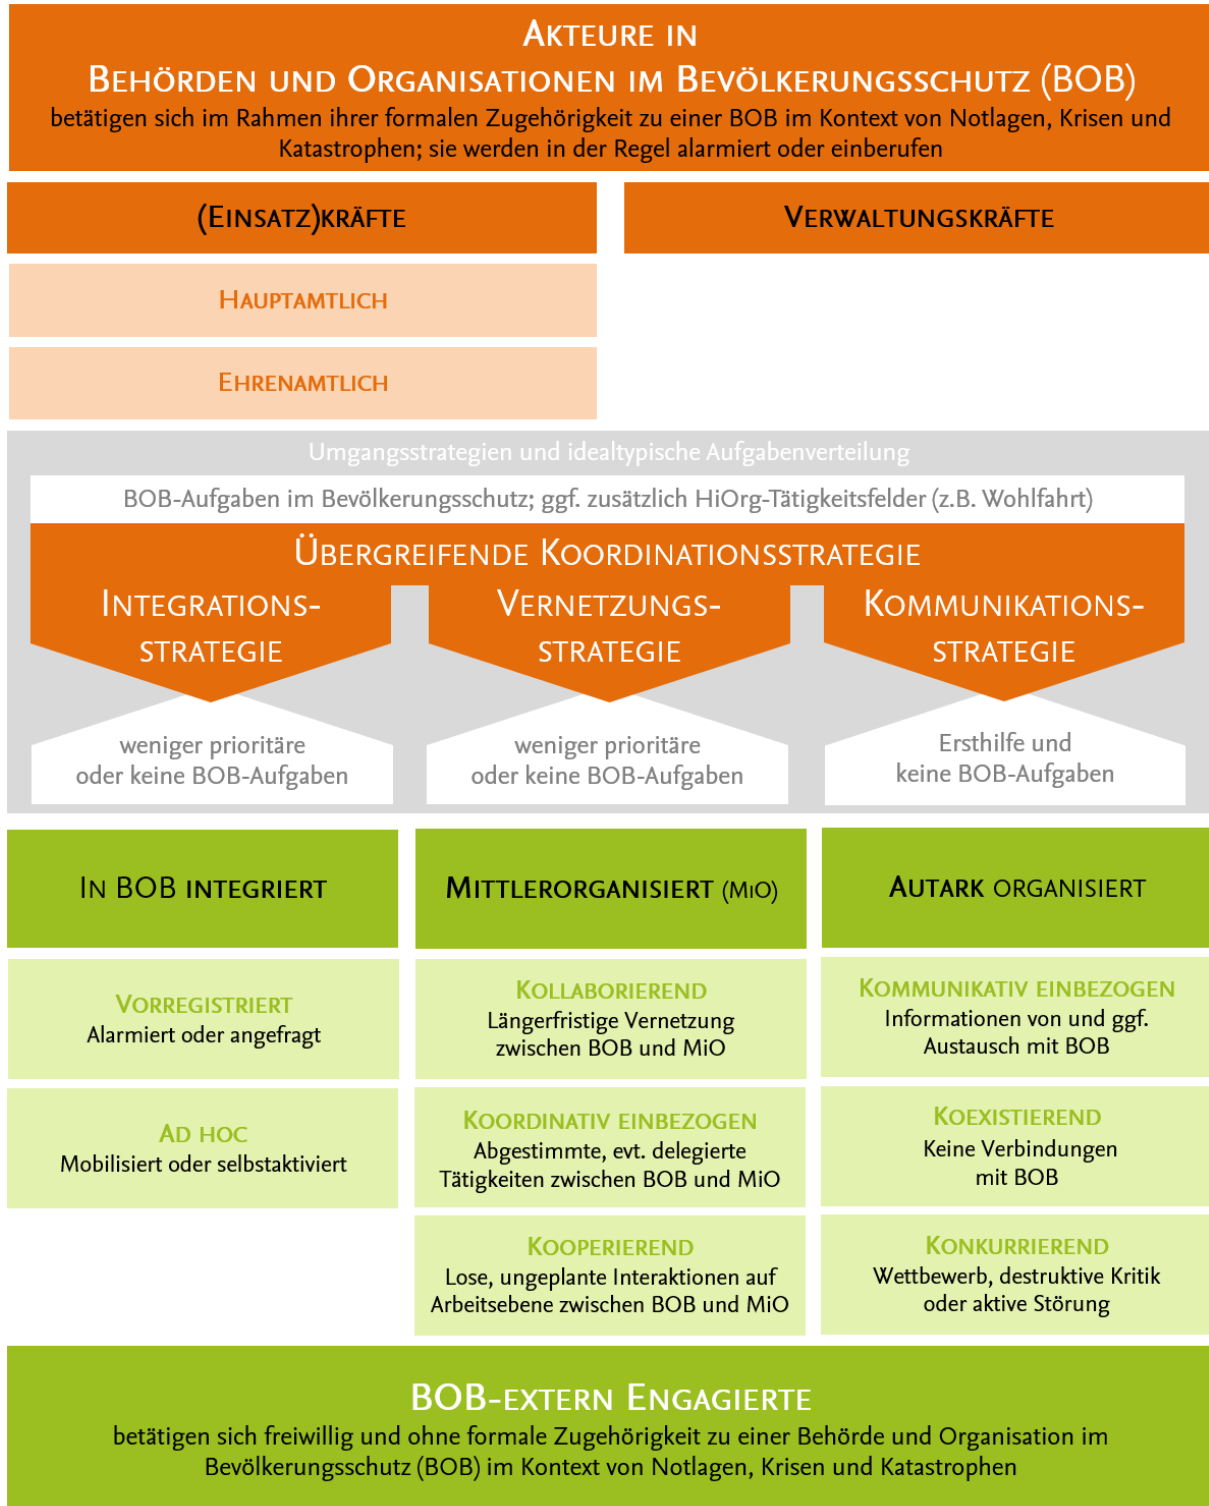 Akteure in
Behörden und Organisationen im Bevölkerungsschutz (BOB)
betätigen sich im Rahmen ihrer formalen Zugehörigkeit zu einer BOB im Kontext von Notlagen, Krisen und
Katastrophen; sie werden in der Regel alarmiert oder einberufen
(Einsatz)kräfte
Verwaltungskräfte
Hauptamtlich
Ehrenamtlich
Umgangsstrategien und idealtypische Aufgabenverteilung
BOB-Aufgaben im Bevölkerungsschutz; ggf. zusätzlich HiOrg-Tätigkeitsfelder (z.B. Wohlfahrt)
Übergreifende Koordinationsstrategie
Integrations-
strategie
Vernetzungs-
strategie
Kommunikations-
strategie
weniger prioritäre
oder keine BOB-Aufgaben
weniger prioritäre
oder keine BOB-Aufgaben
Ersthilfe und
keine BOB-Aufgaben
In BOB integriert
Mittlerorganisiert (MiO)
Autark organisiert
Vorregistriert
Alarmiert oder angefragt
Kollaborierend
Längerfristige Vernetzung
zwischen BOB und MiO
Kommunikativ einbezogen
Informationen von und ggf.
Austausch mit BOB
Ad hoc
Mobilisiert oder selbstaktiviert
Koordinativ einbezogen
Abgestimmte, evt. delegierte
Tätigkeiten zwischen BOB und MiO
Koexistierend
Keine Verbindungen
mit BOB
Kooperierend
Lose, ungeplante Interaktionen auf
Arbeitsebene zwischen BOB und MiO
Konkurrierend
Wettbewerb, destruktive Kritik
oder aktive Störung
BOB-extern Engagierte
betätigen sich freiwillig und ohne formale Zugehörigkeit zu einer Behörde und Organisation im
Bevölkerungsschutz (BOB) im Kontext von Notlagen, Krisen und Katastrophen